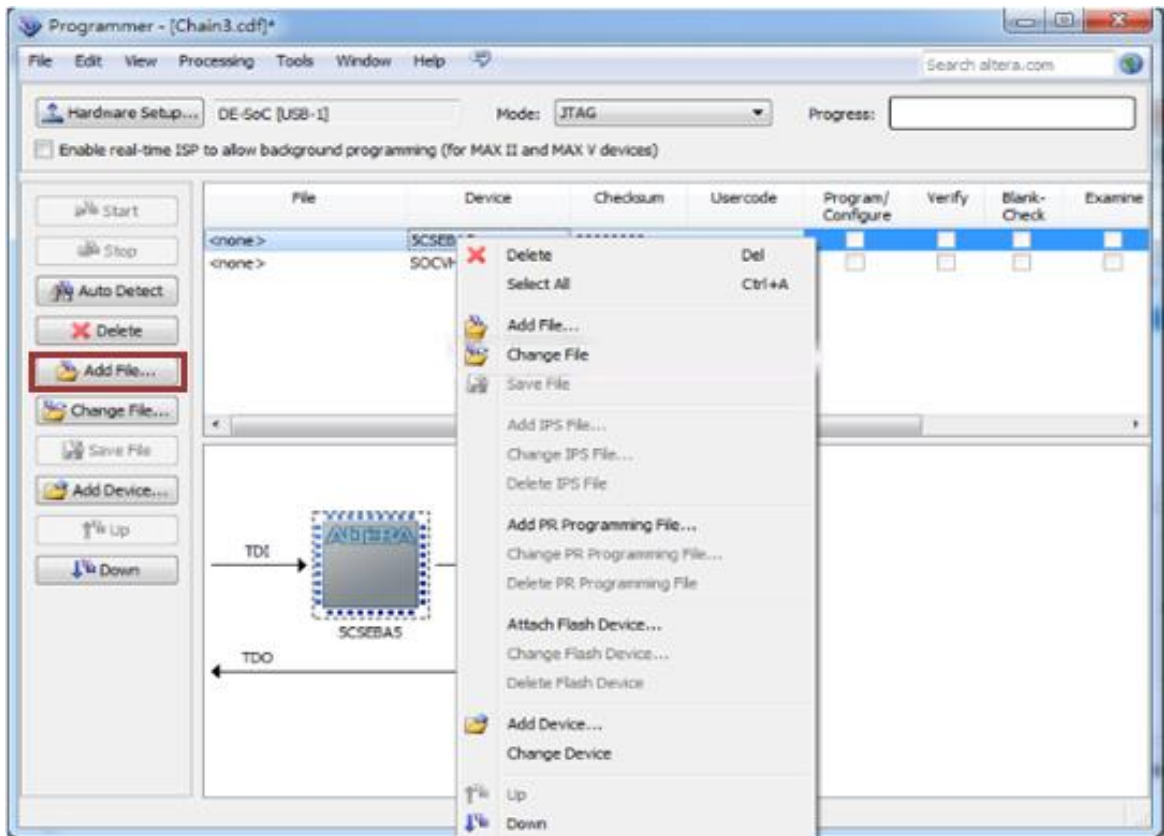 Programmer - [Chain3.cdf]*
File Edit View Processing Tools Window Help Search altera.com
Hardware Setup... DE-SoC [USB-1] Mode: JTAG Progress:
Enable real-time ISP to allow background programming (for MAX II and MAX V devices)
Start
Stop
Auto Detect
Delete
Add File...
Change File...
Save File
Add Device...
Up
Down
File Device Checksum Usercode Program/ Verify Blank- Examine
Configure Check
<none>
<none>
Delete Del
Select All Ctrl+A
Add File...
Change File
Save File
Add IPS File...
Change IPS File...
Delete IPS File
Add PR Programming File...
Change PR Programming File...
Delete PR Programming File
Attach Flash Device...
Change Flash Device...
Delete Flash Device
Add Device...
Change Device
Up
Down
TDI
ALTERA
5CSEBA5
TDO